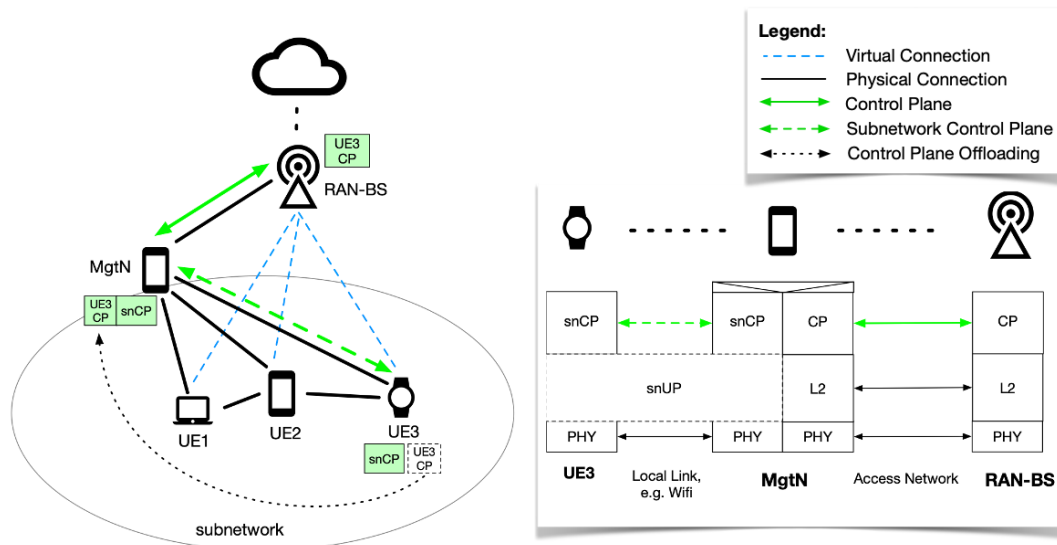 Legend:
Virtual Connection
Physical Connection
Control Plane
Subnetwork Control Plane
Control Plane Offloading
UE3
CP
RAN-BS
MgtN
UE3
CP
snCP
UE1
UE2
UE3
snCP
UE3
CP
subnetwork
snCP
snCP
CP
CP
snUP
L2
L2
PHY
PHY
PHY
PHY
UE3
Local Link,
e.g. Wifi
MgtN
Access Network
RAN-BS